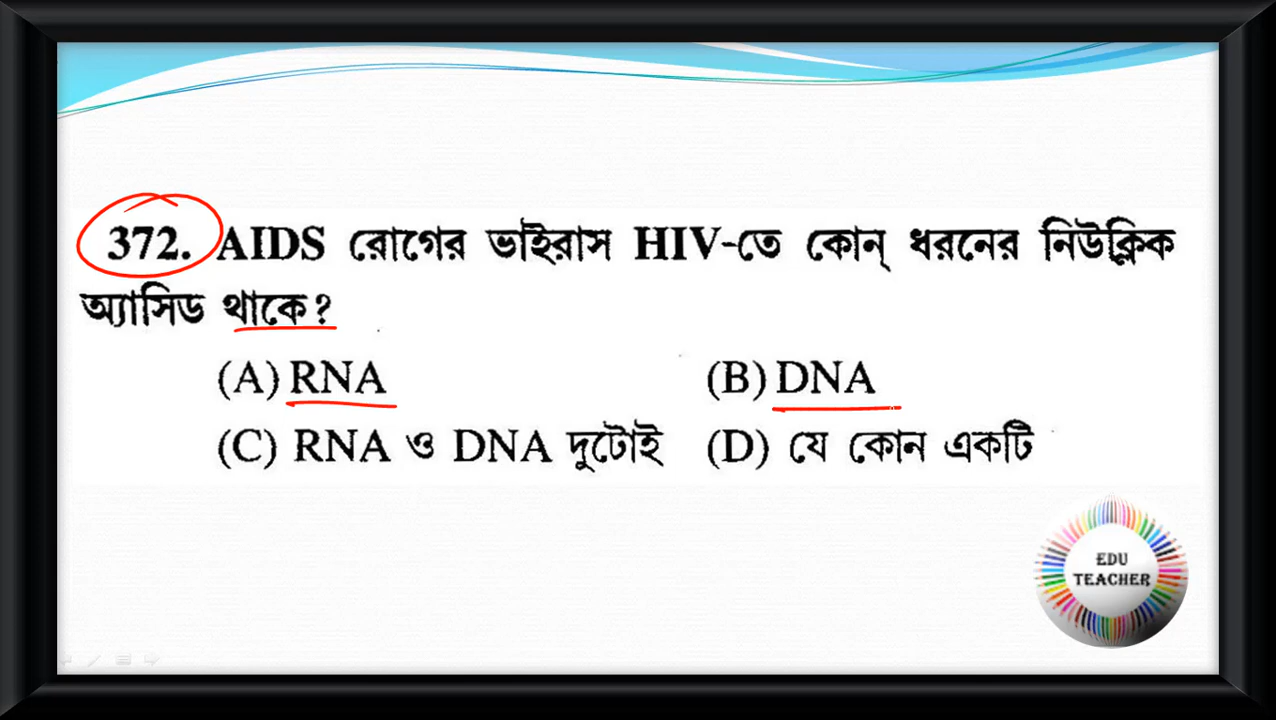 372. AIDS রোগের ভাইরাস HIV-তে কোন্ ধরনের নিউক্লিক
অ্যাসিড থাকে?
(A) RNA (B) DNA
(C) RNA ও DNA দুটোই (D) যে কোন একটি
EDU
TEACHER